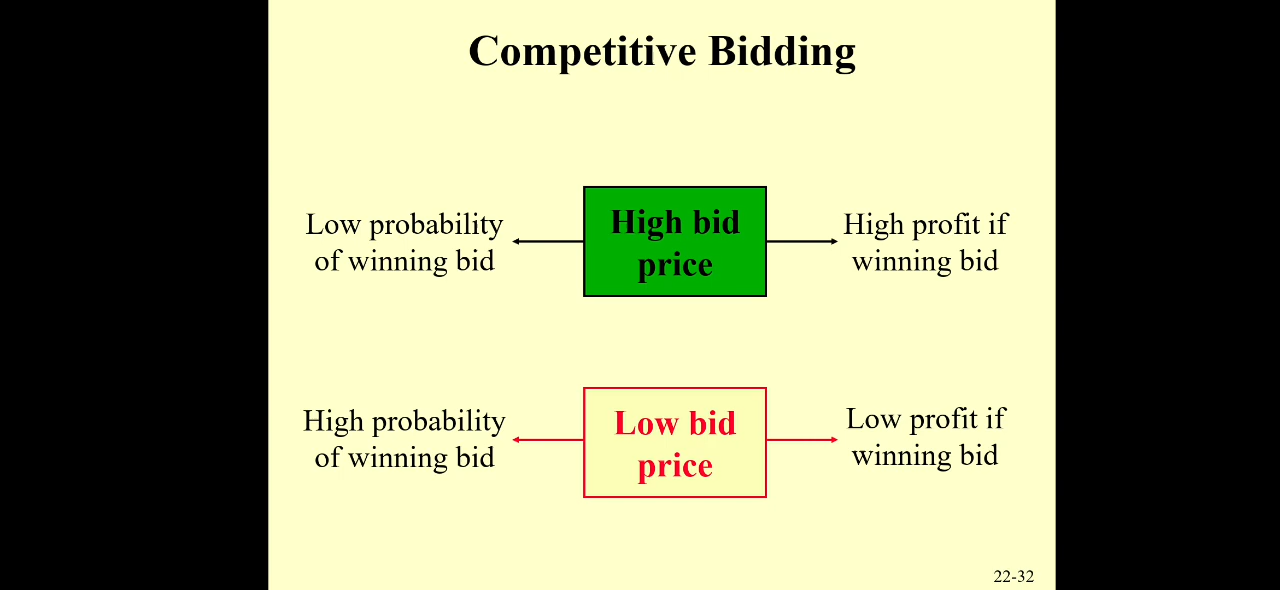 Competitive Bidding
Low probability
of winning bid
High bid
price
High profit if
winning bid
High probability
of winning bid
Low bid
price
Low profit if
winning bid
22-32